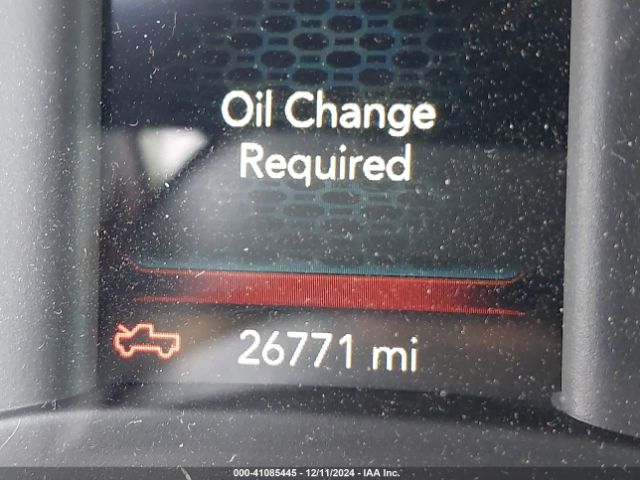 Oil Change
Required
26771 mi
000-41085445 - 12/11/2024 - IAA Inc.